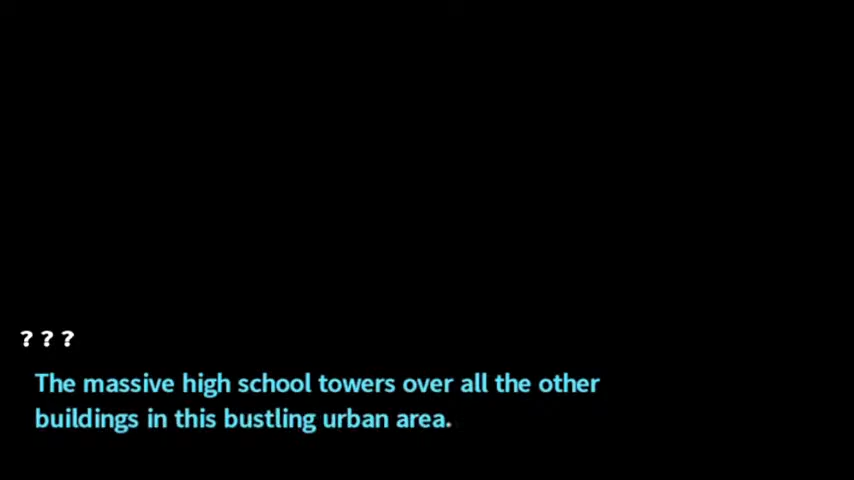 ? ? ?
The massive high school towers over all the other
buildings in this bustling urban area.